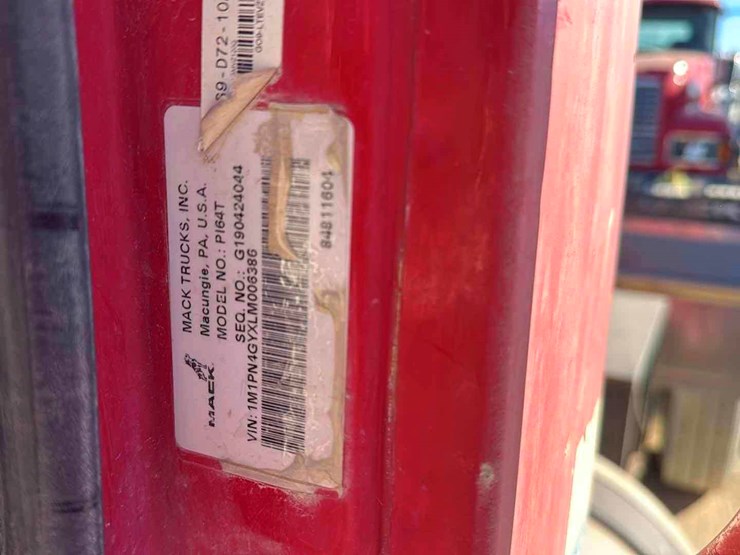 MACK
MACK TRUCKS, INC.
Macungie, PA, U.S.A.
MODEL NO.: PI64T
SEQ. NO.: G190424044
VIN: 1M1PN4GYXLM006386
84811604